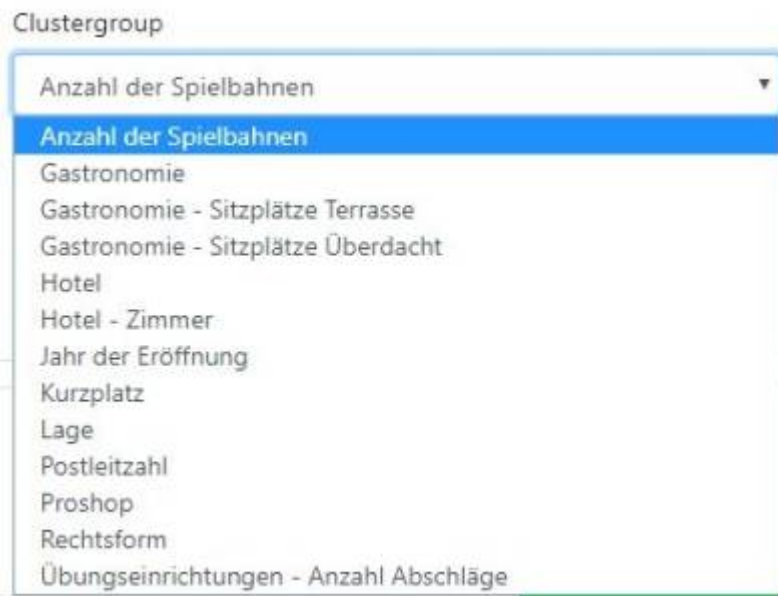 Clustergroup
Anzahl der Spielbahnen
Anzahl der Spielbahnen
Gastronomie
Gastronomie - Sitzplätze Terrasse
Gastronomie - Sitzplätze Überdacht
Hotel
Hotel - Zimmer
Jahr der Eröffnung
Kurzplatz
Lage
Postleitzahl
Proshop
Rechtsform
Übungseinrichtungen - Anzahl Abschläge